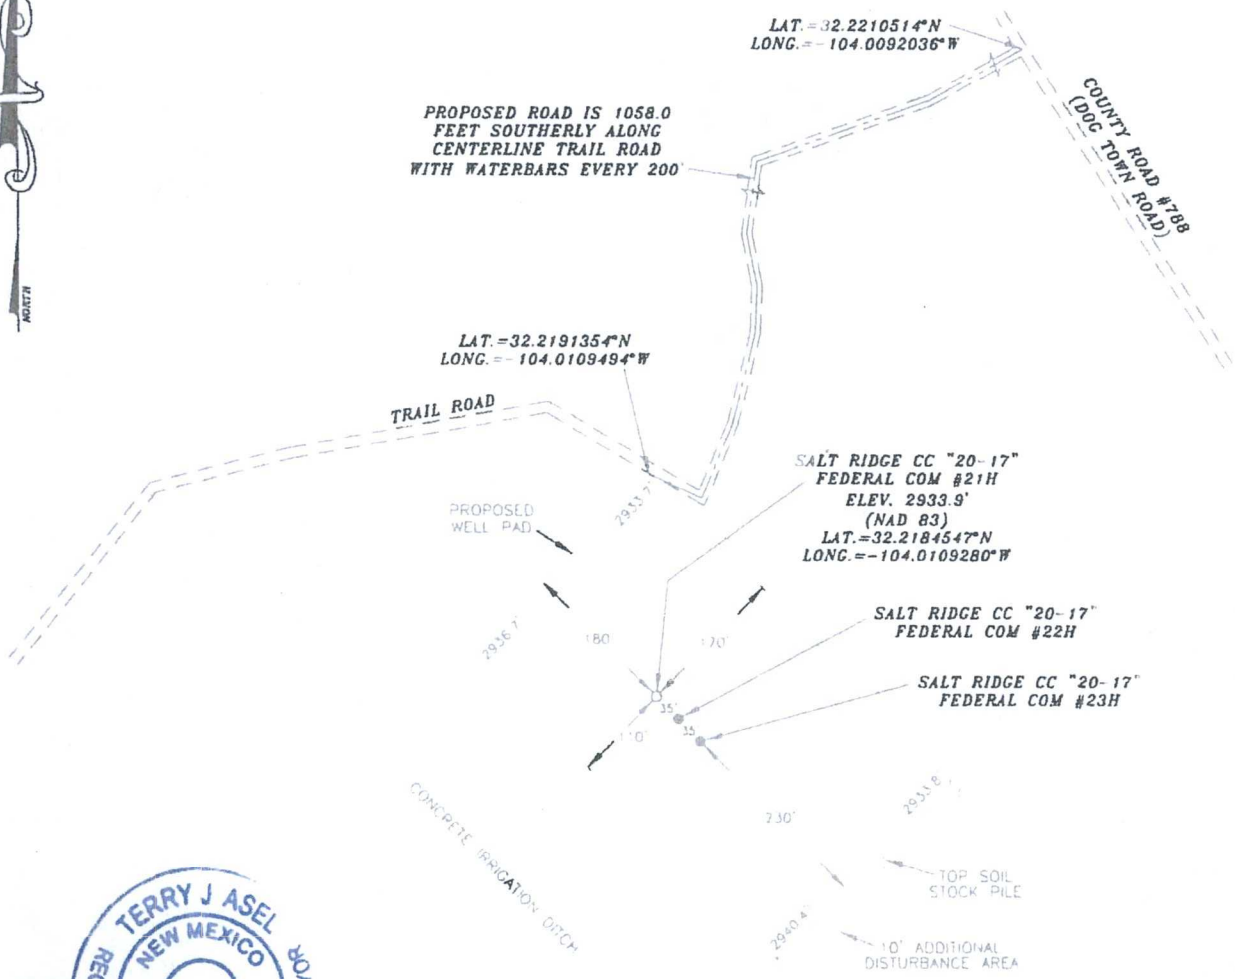 LAT.=32.2210514°N
LONG.=-104.0092036°W
PROPOSED ROAD IS 1058.0
FEET SOUTHERLY ALONG
CENTERLINE TRAIL ROAD
WITH WATERBARS EVERY 200'
COUNTY ROAD #788
(DOG TOWN ROAD)
NORTH
LAT.=32.2191354°N
LONG.=-104.0109494°W
TRAIL ROAD
SALT RIDGE CC "20-17"
FEDERAL COM #21H
ELEV. 2933.9'
(NAD 83)
LAT.=32.2184547°N
LONG.=-104.0109280°W
PROPOSED
WELL PAD
2933.7'
2936.7'
180'
170'
SALT RIDGE CC "20-17"
FEDERAL COM #22H
SALT RIDGE CC "20-17"
FEDERAL COM #23H
35'
35'
110'
CONCRETE IRRIGATION DITCH
230'
2933.8'
TOP SOIL
STOCK PILE
2940.4'
10' ADDITIONAL
DISTURBANCE AREA
TERRY J ASEL
NEW MEXICO